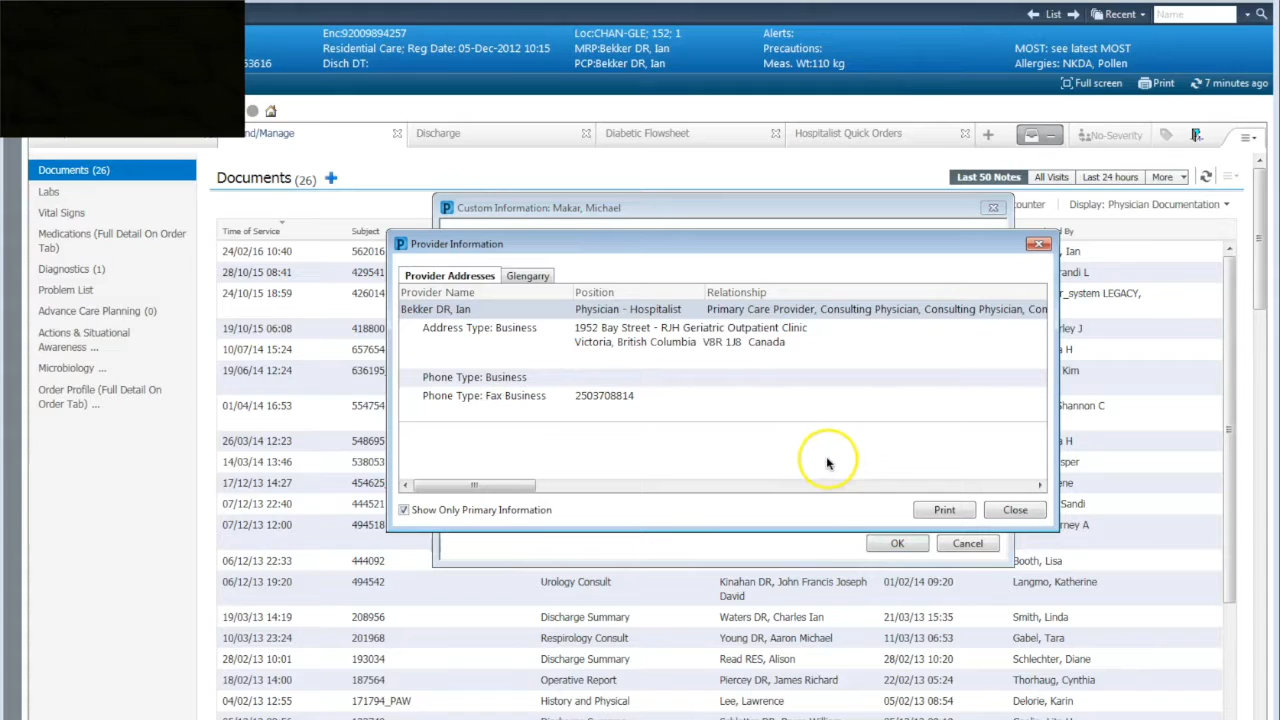 List
Recent
Name
Enc:92009894257
Loc:CHAN-GLE; 152; 1
Alerts:
Residential Care; Reg Date: 05-Dec-2012 10:15
MRP:Bekker DR, Ian
Precautions:
MOST: see latest MOST
53616
Disch DT:
PCP:Bekker DR, Ian
Meas. Wt:110 kg
Allergies: NKDA, Pollen
Full screen
Print
7 minutes ago
nd/Manage
Discharge
Diabetic Flowsheet
Hospitalist Quick Orders
No-Severity
Documents (26)
Labs
Vital Signs
Medications (Full Detail On Order
Tab)
Diagnostics (1)
Problem List
Advance Care Planning (0)
Actions & Situational
Awareness ...
Microbiology ...
Order Profile (Full Detail On
Order Tab) ...
Documents (26)
Last 50 Notes
All Visits
Last 24 hours
More
counter
Display: Physician Documentation
Custom Information: Makar, Michael
Provider Information
Provider Addresses
Glengarry
Provider Name
Position
Relationship
Bekker DR, Ian
Physician - Hospitalist
Primary Care Provider, Consulting Physician, Consulting Physician, Con
Address Type: Business
1952 Bay Street - RJH Geriatric Outpatient Clinic
Victoria, British Columbia V8R 1J8 Canada
Phone Type: Business
Phone Type: Fax Business
2503708814
Show Only Primary Information
Print
Close
OK
Cancel
Time of Service
Subject
d By
24/02/16 10:40
562016
, Ian
28/10/15 08:41
429541
randi L
24/10/15 18:59
426014
r_system LEGACY,
19/10/15 06:08
418800
rley J
10/07/14 15:24
657654
a H
19/06/14 12:24
636195
Kim
01/04/14 16:53
554754
Shannon C
26/03/14 12:23
548695
a H
14/03/14 13:46
538053
sper
17/12/13 14:27
454625
ene
07/12/13 22:40
444521
Sandi
07/12/13 12:00
494518
rney A
06/12/13 22:33
444092
Booth, Lisa
06/12/13 19:20
494542
Urology Consult
Kinahan DR, John Francis Joseph
David
01/02/14 09:20
Langmo, Katherine
19/03/13 14:19
208956
Discharge Summary
Waters DR, Charles Ian
21/03/13 15:35
Smith, Linda
10/03/13 23:24
201968
Respirology Consult
Young DR, Aaron Michael
11/03/13 06:53
Gabel, Tara
28/02/13 10:01
193034
Discharge Summary
Read RES, Alison
28/02/13 10:20
Schlechter, Diane
18/02/13 14:00
187564
Operative Report
Piercey DR, James Richard
22/02/13 05:24
Thorhaug, Cynthia
04/02/13 12:55
171794_PAW
History and Physical
Lee, Lawrence
05/02/13 08:54
Delorie, Karin